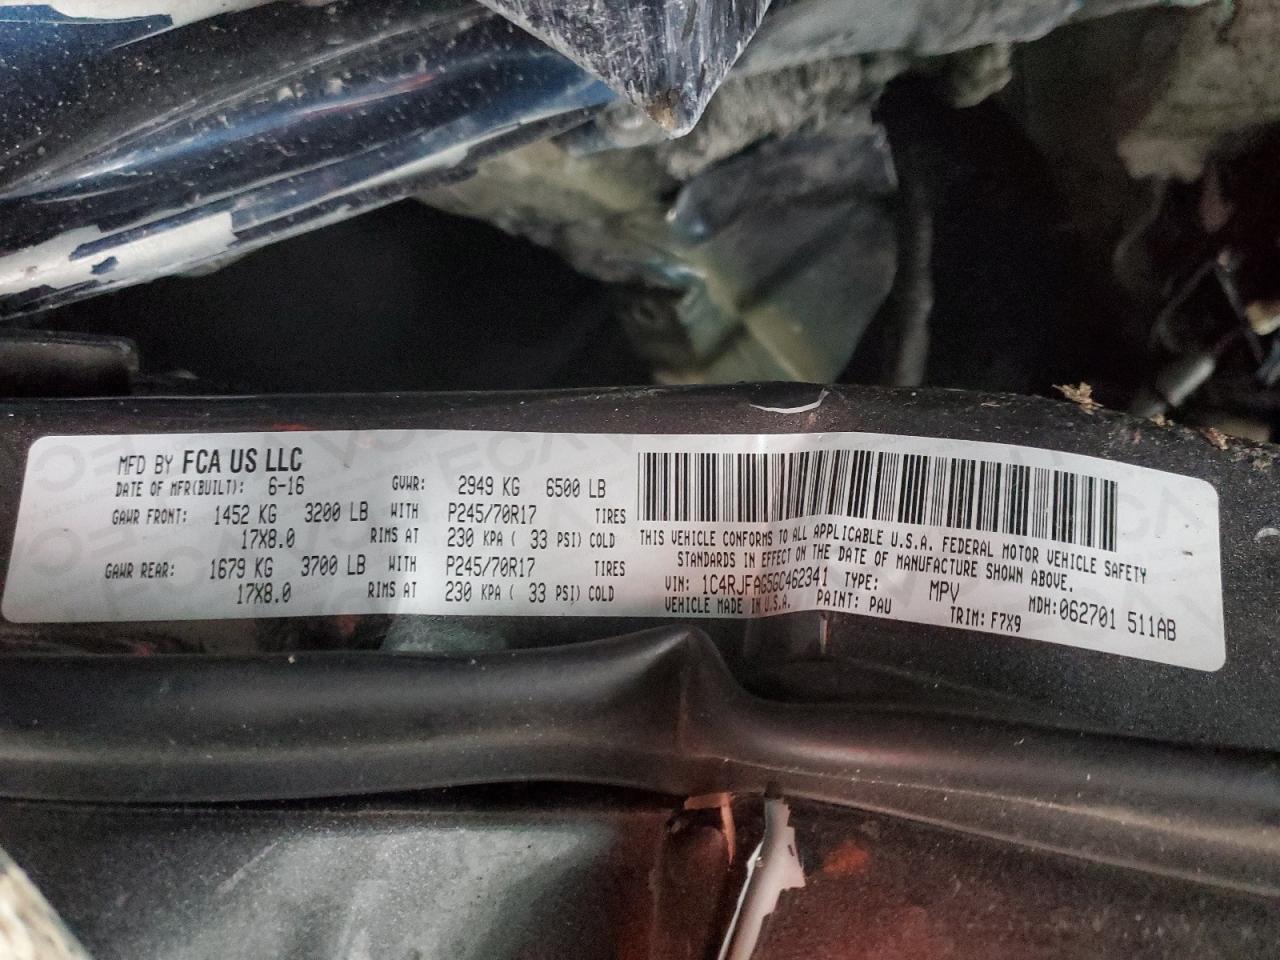 MFD BY FCA US LLC
DATE OF MFR(BUILT): 6-16 GVWR: 2949 KG 6500 LB
GAWR FRONT: 1452 KG 3200 LB WITH P245/70R17 TIRES
17X8.0 RIMS AT 230 KPA ( 33 PSI) COLD
GAWR REAR: 1679 KG 3700 LB WITH P245/70R17 TIRES
17X8.0 RIMS AT 230 KPA ( 33 PSI) COLD
THIS VEHICLE CONFORMS TO ALL APPLICABLE U.S.A. FEDERAL MOTOR VEHICLE SAFETY
STANDARDS IN EFFECT ON THE DATE OF MANUFACTURE SHOWN ABOVE.
VIN: 1C4RJFAG5GC462341 TYPE: MPV MDH:062701 511AB
VEHICLE MADE IN U.S.A. PAINT: PAU TRIM: F7X9